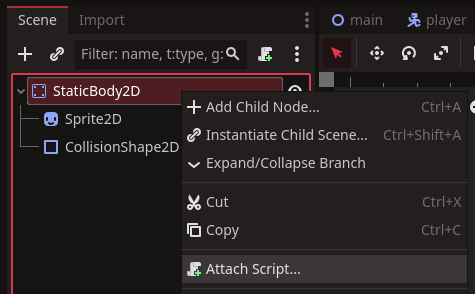 Scene Import
main player
Filter: name, t:type, g:
StaticBody2D
Sprite2D
CollisionShape2D
Add Child Node... Ctrl+A
Instantiate Child Scene... Ctrl+Shift+A
Expand/Collapse Branch
Cut Ctrl+X
Copy Ctrl+C
Attach Script...